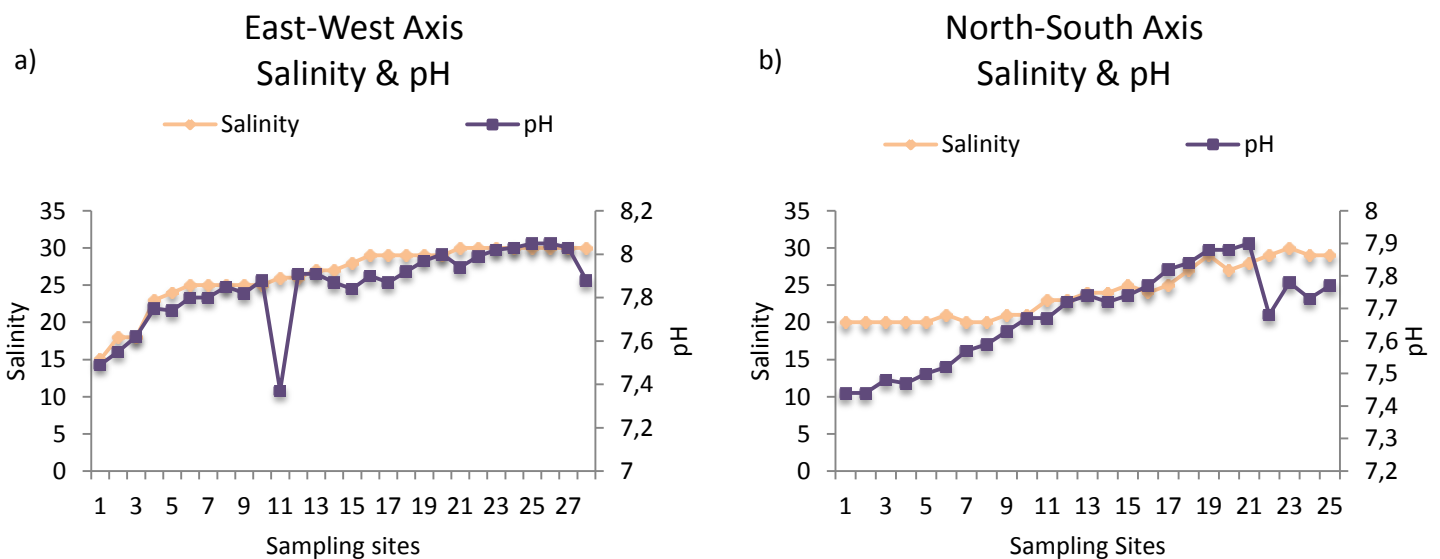 a)
East-West Axis
Salinity & pH
Salinity
pH
35
30
25
20
15
10
5
0
Salinity
8,2
8
7,8
7,6
7,4
7,2
7
pH
1 3 5 7 9 11 13 15 17 19 21 23 25 27
Sampling sites
b)
North-South Axis
Salinity & pH
Salinity
pH
35
30
25
20
15
10
5
0
Salinity
8
7,9
7,8
7,7
7,6
7,5
7,4
7,3
7,2
pH
1 3 5 7 9 11 13 15 17 19 21 23 25
Sampling Sites